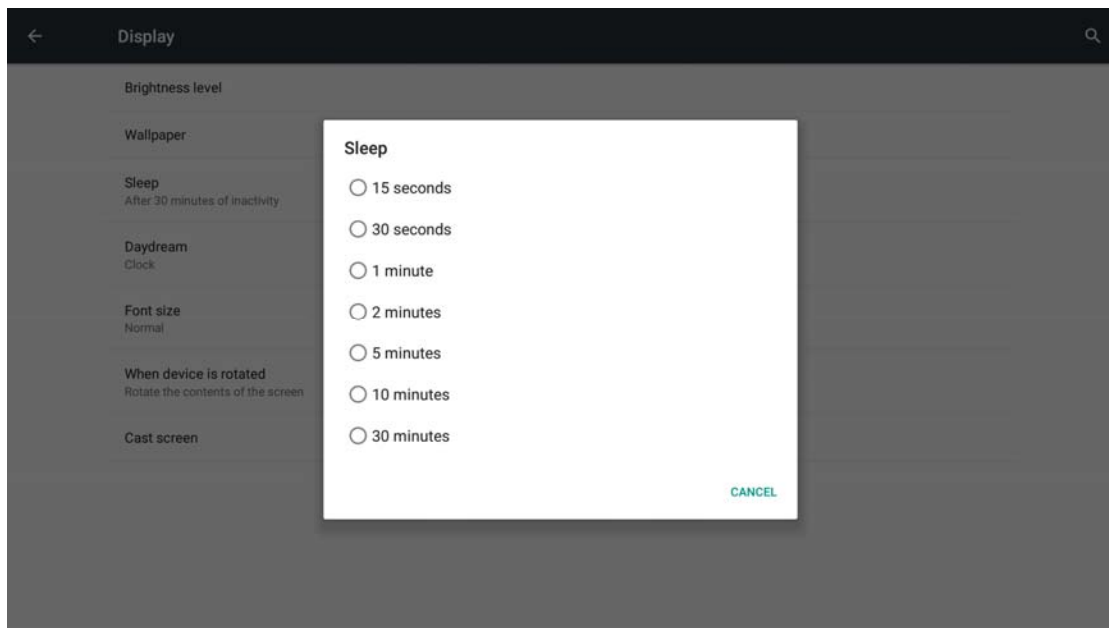 Display
Brightness level
Wallpaper
Sleep
After 30 minutes of inactivity
Daydream
Clock
Font size
Normal
When device is rotated
Rotate the contents of the screen
Cast screen
Sleep
15 seconds
30 seconds
1 minute
2 minutes
5 minutes
10 minutes
30 minutes
CANCEL